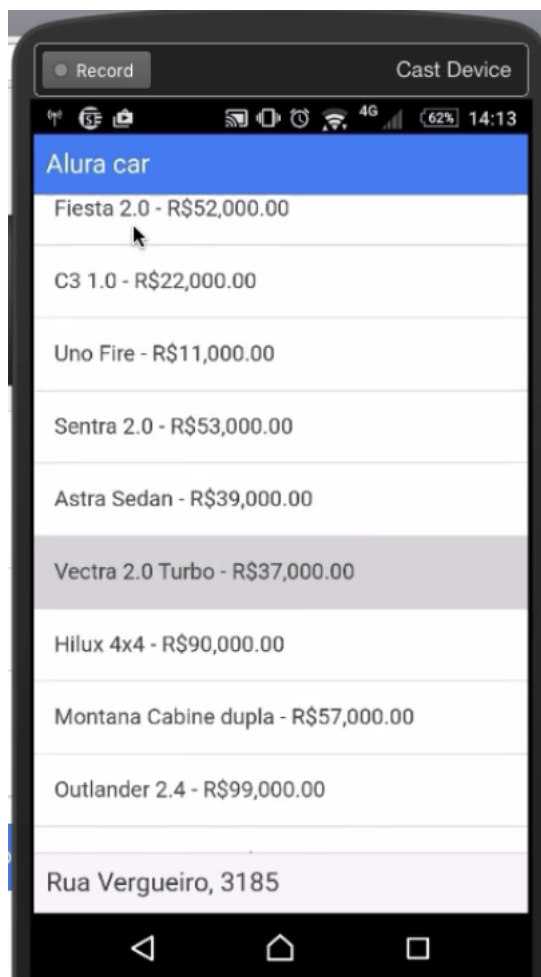 Record
Cast Device
4G 62% 14:13
Alura car
Fiesta 2.0 - R$52,000.00
C3 1.0 - R$22,000.00
Uno Fire - R$11,000.00
Sentra 2.0 - R$53,000.00
Astra Sedan - R$39,000.00
Vectra 2.0 Turbo - R$37,000.00
Hilux 4x4 - R$90,000.00
Montana Cabine dupla - R$57,000.00
Outlander 2.4 - R$99,000.00
Rua Vergueiro, 3185